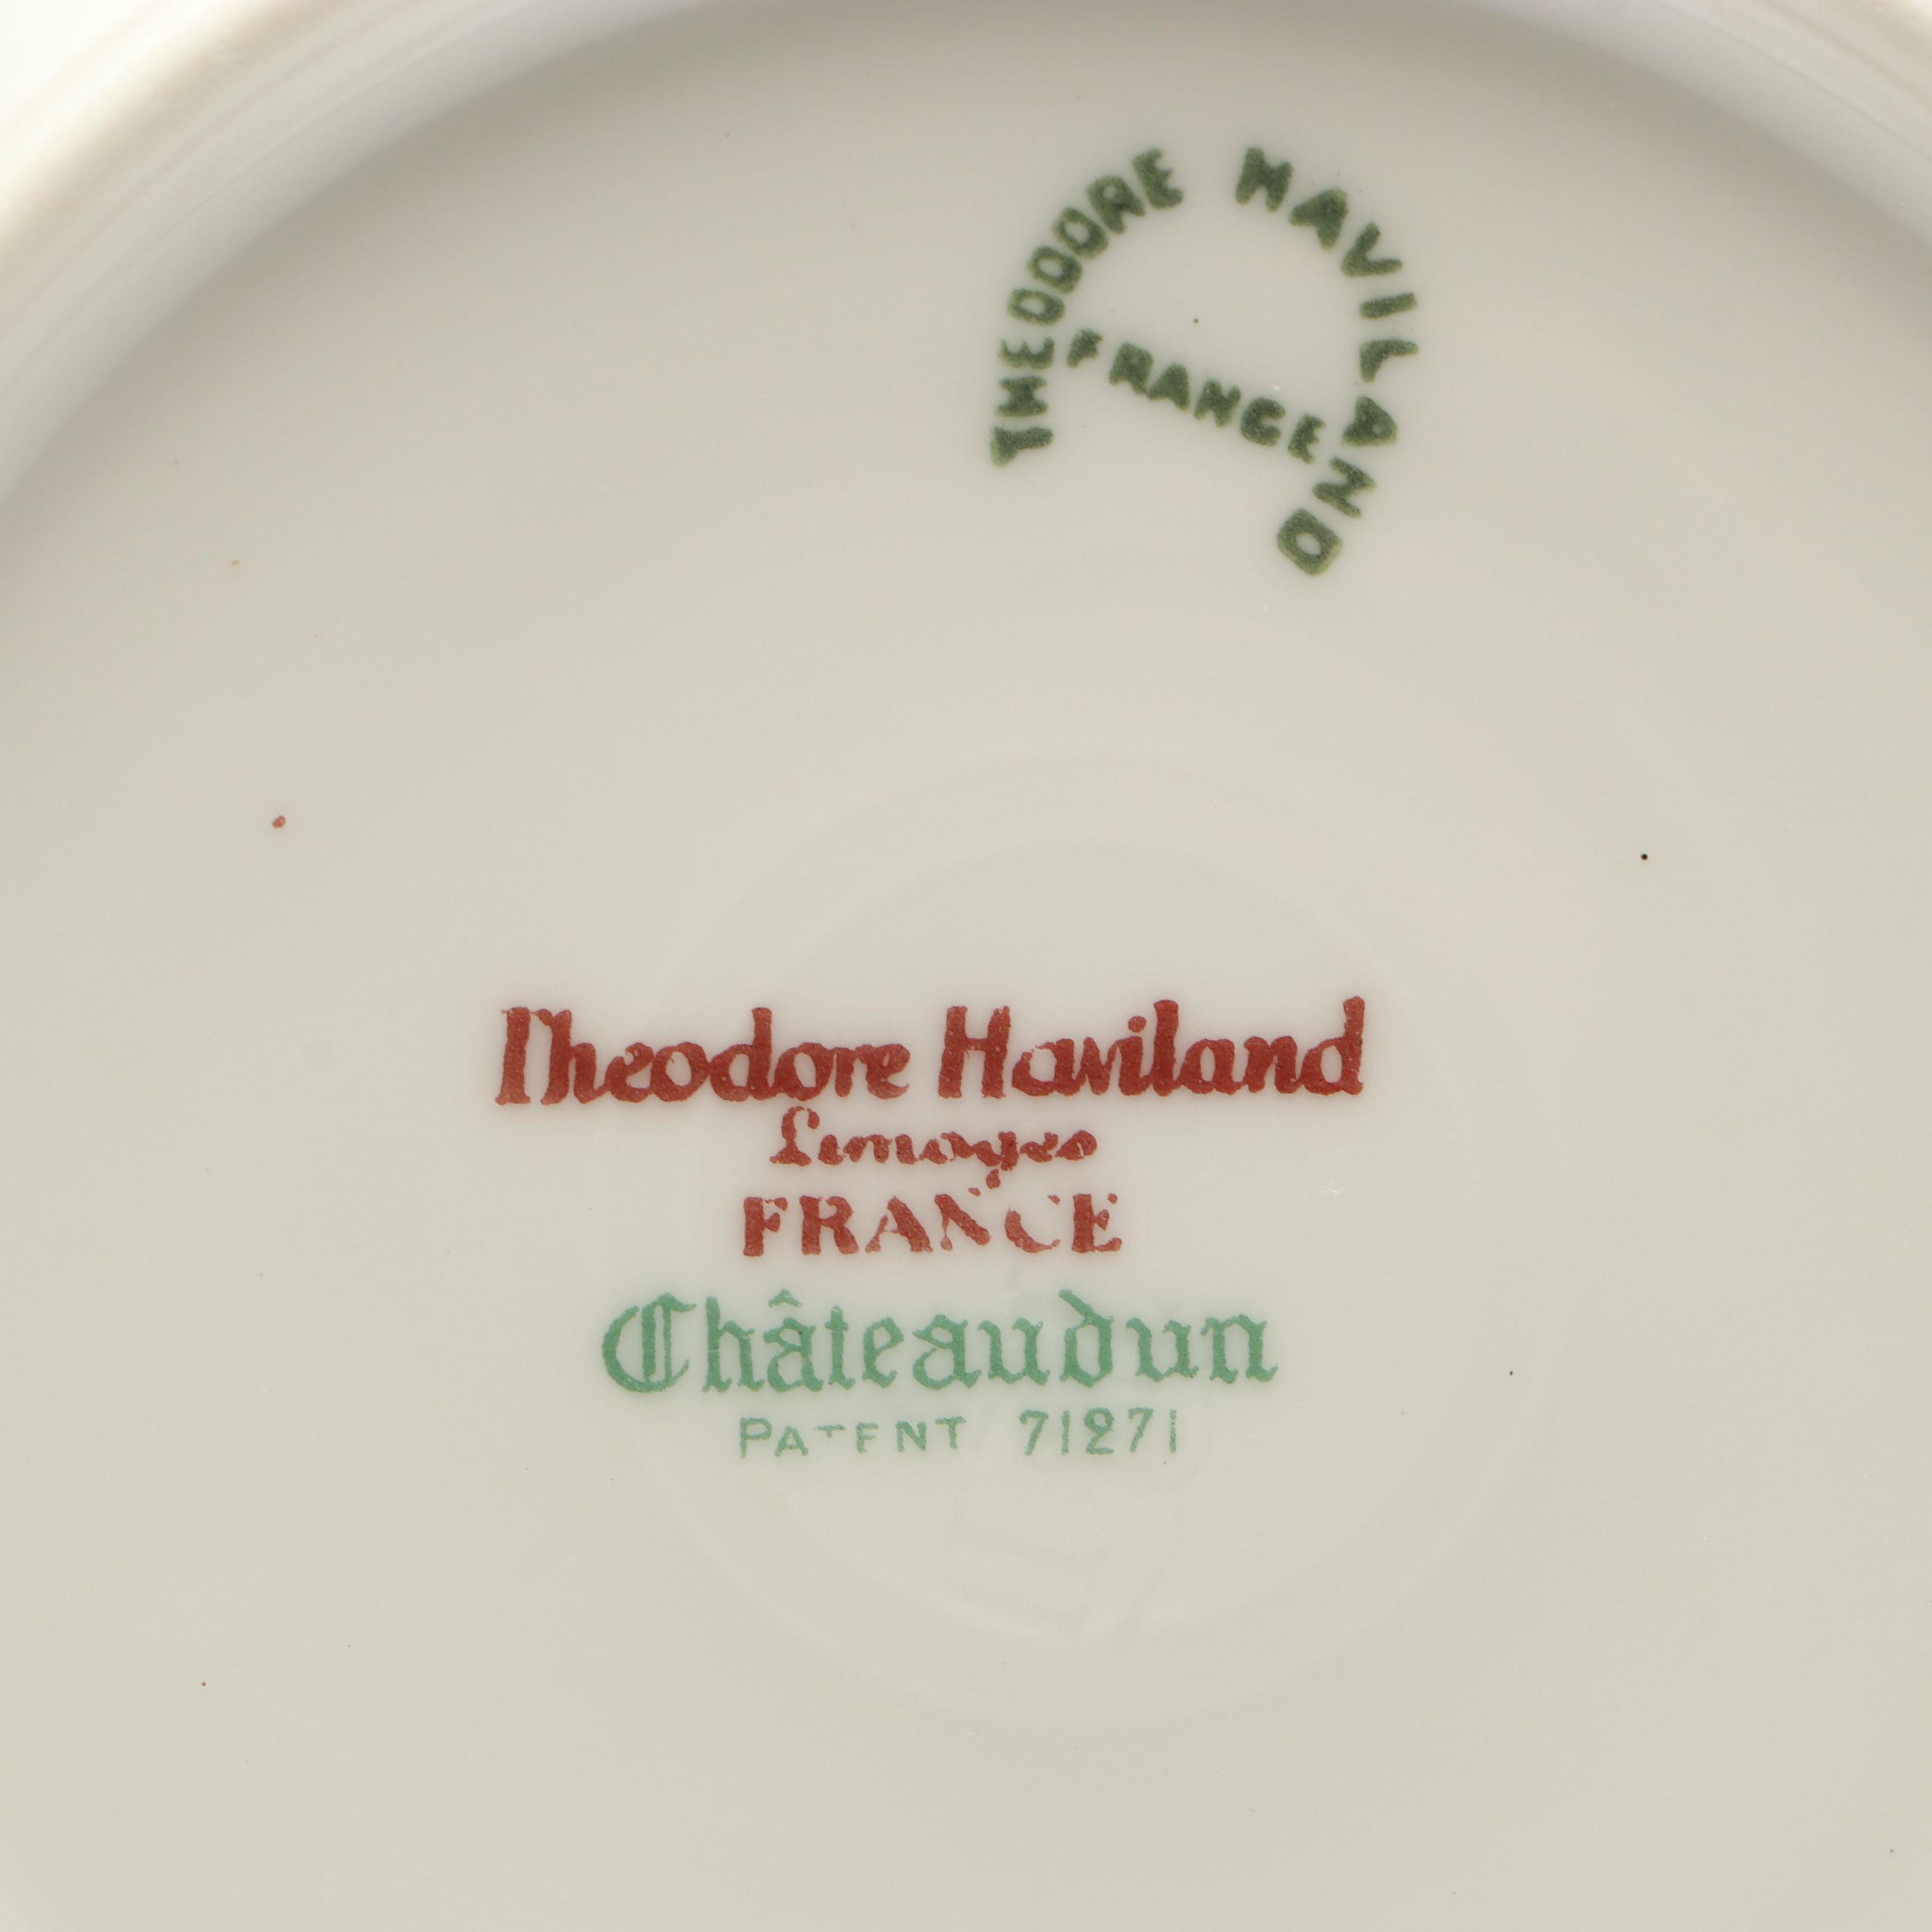 THEODORE HAVILAND
FRANCE
Theodore Haviland
Limoges
FRANCE
Châteaudun
PATENT 71271